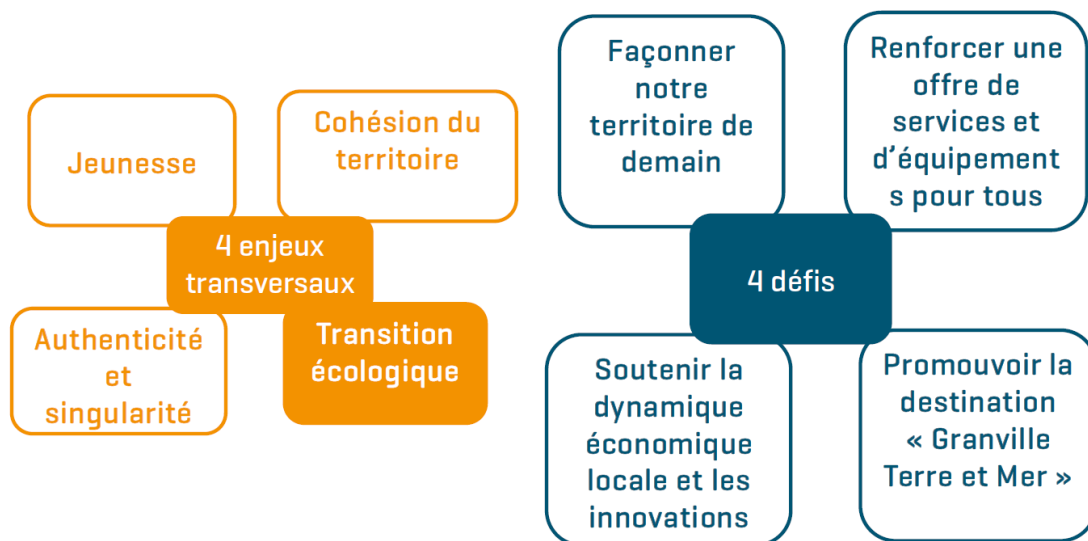 Jeunesse
Cohésion du
territoire
4 enjeux
transversaux
Authenticité
et
singularité
Transition
écologique
Façonner
notre
territoire de
demain
Renforcer une
offre de
services et
d'équipement
s pour tous
4 défis
Soutenir la
dynamique
économique
locale et les
innovations
Promouvoir la
destination
« Granville
Terre et Mer »